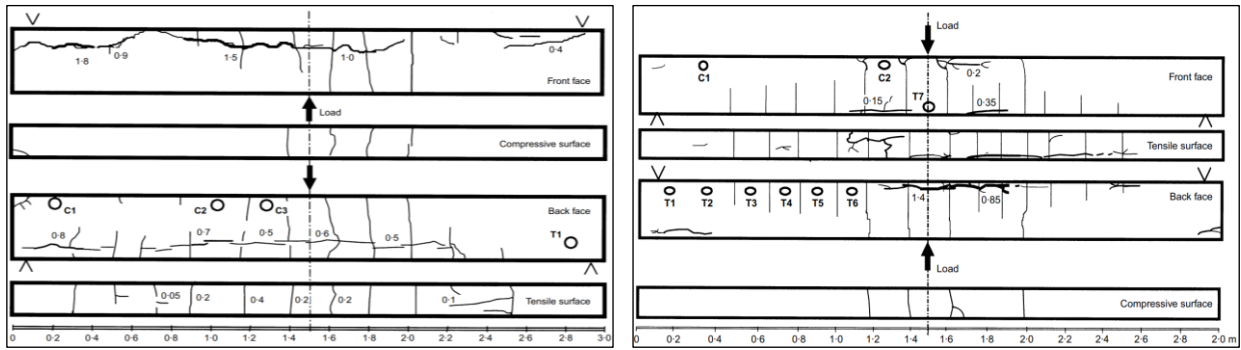 0·4
1·8
0·9
1·5
1·0
Front face
Load
Compressive surface
C1
C2
C3
Back face
0·8
0·7
0·5
0·6
0·5
T1
0·05
0·2
0·4
0·2
0·2
0·1
Tensile surface
0 0·2 0·4 0·6 0·8 1·0 1·2 1·4 1·6 1·8 2·0 2·2 2·4 2·6 2·8 3·0
Load
C1
C2
0·2
Front face
0·15
T7
0·35
Tensile surface
T1 T2 T3 T4 T5 T6
1·4
0·85
Back face
Load
Compressive surface
0 0·2 0·4 0·6 0·8 1·0 1·2 1·4 1·6 1·8 1·0 1·2 1·4 1·6 1·8 2·0 m